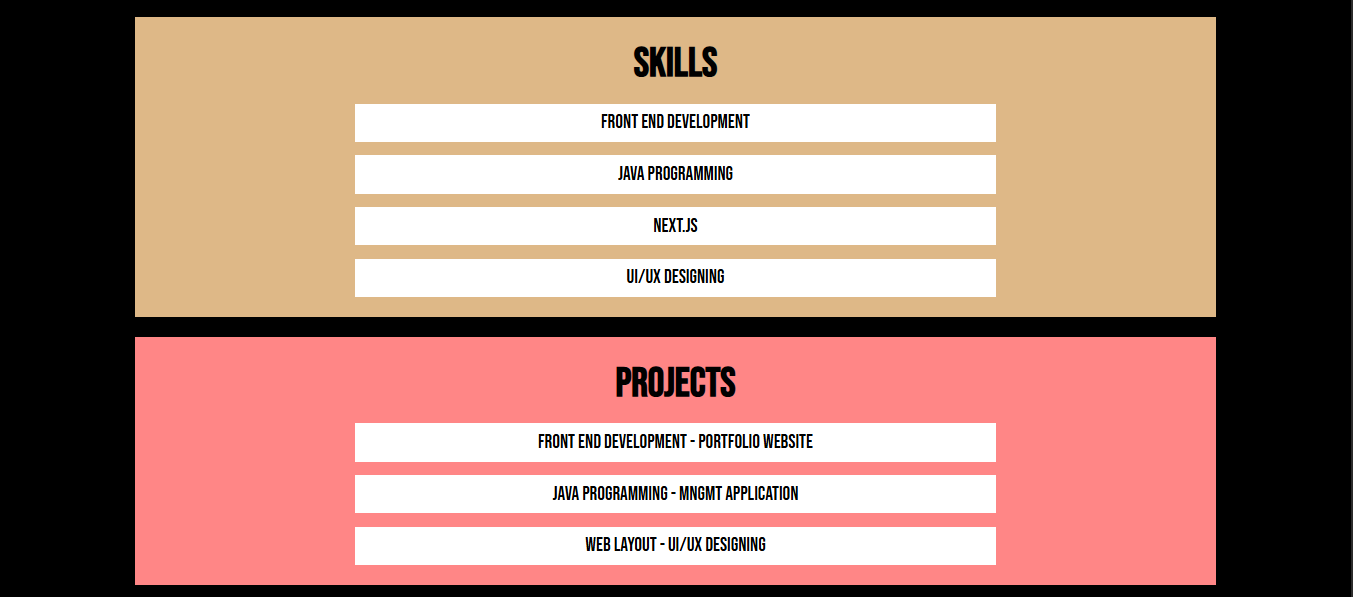 SKILLS
FRONT END DEVELOPMENT
JAVA PROGRAMMING
NEXT.JS
UI/UX DESIGNING
PROJECTS
FRONT END DEVELOPMENT - PORTFOLIO WEBSITE
JAVA PROGRAMMING - MNGMT APPLICATION
WEB LAYOUT - UI/UX DESIGNING